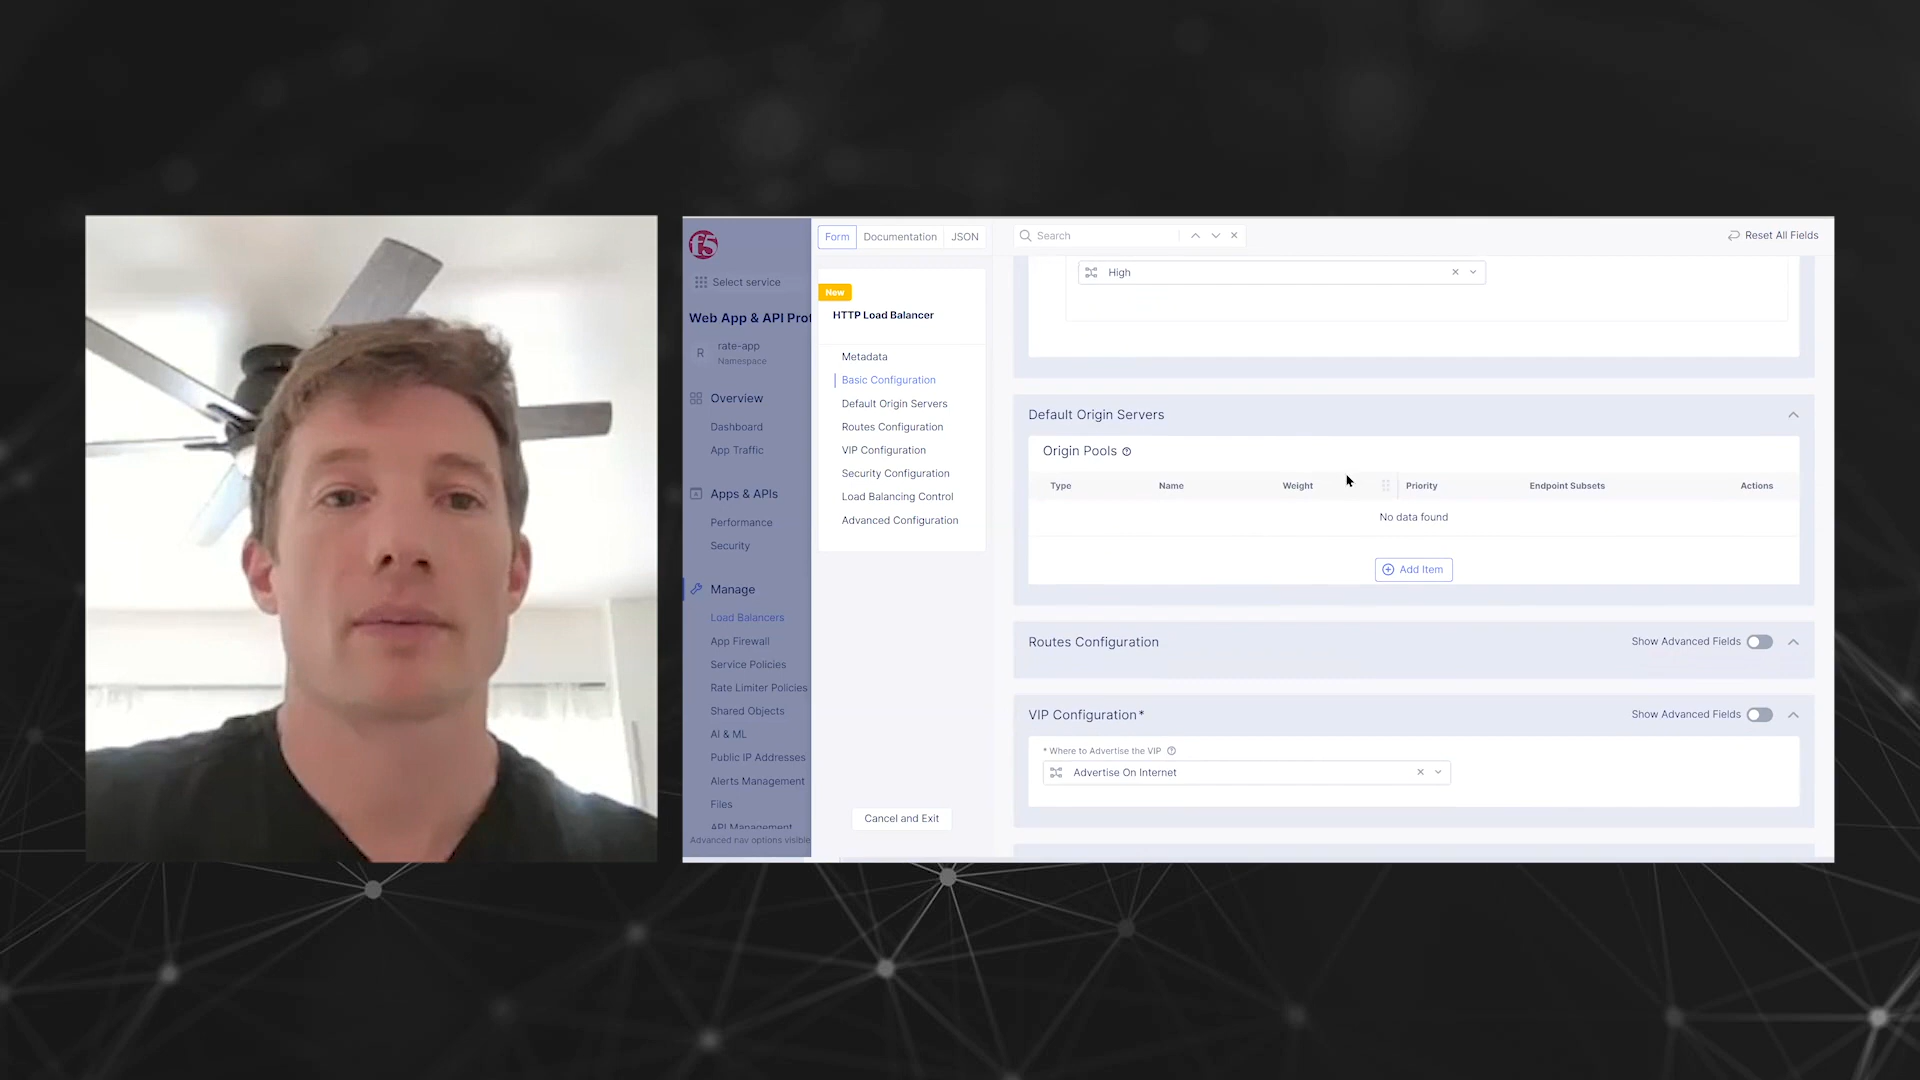 f5
Select service
Web App & API Prot
R
rate-app
Namespace
Overview
Dashboard
App Traffic
Apps & APIs
Performance
Security
Manage
Load Balancers
App Firewall
Service Policies
Rate Limiter Policies
Shared Objects
AI & ML
Public IP Addresses
Alerts Management
Files
API Management
Advanced nav options visible
Form
Documentation
JSON
New
HTTP Load Balancer
Metadata
Basic Configuration
Default Origin Servers
Routes Configuration
VIP Configuration
Security Configuration
Load Balancing Control
Advanced Configuration
Cancel and Exit
Search
Reset All Fields
High
Default Origin Servers
Origin Pools
Type Name Weight Priority Endpoint Subsets Actions
No data found
Add Item
Routes Configuration
Show Advanced Fields
VIP Configuration*
Show Advanced Fields
* Where to Advertise the VIP
Advertise On Internet